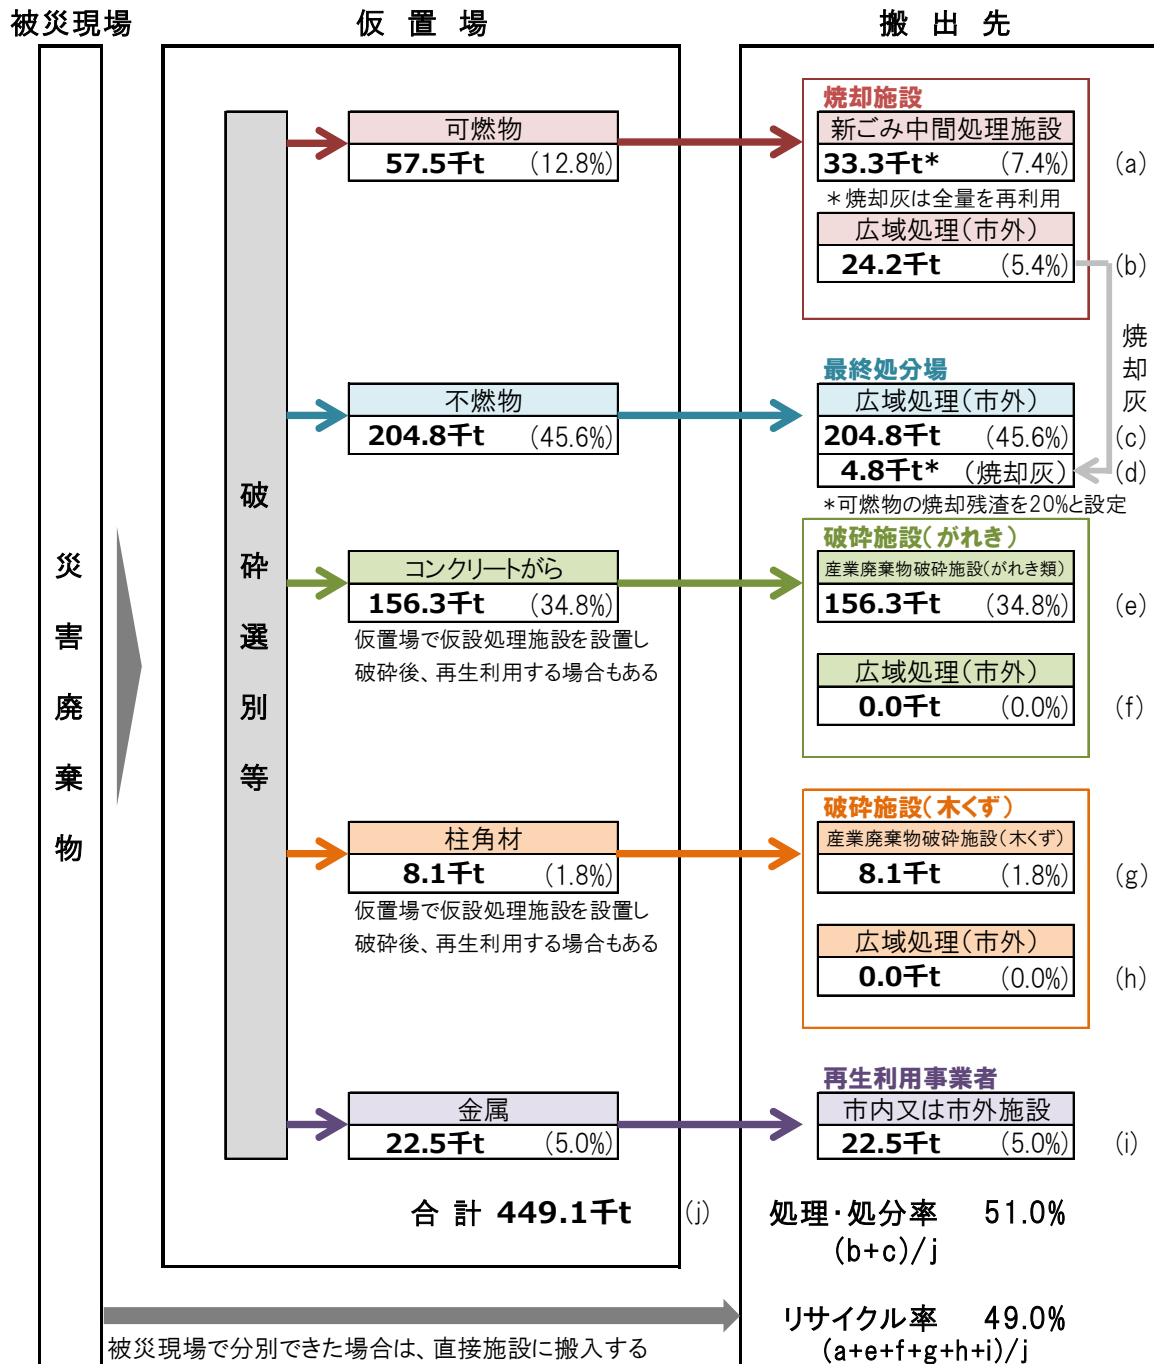 被災現場
仮 置 場
搬 出 先
災害廃棄物
破砕選別等
可燃物
57.5千t (12.8%)
焼却施設
新ごみ中間処理施設
33.3千t* (7.4%) (a)
＊焼却灰は全量を再利用
広域処理(市外)
24.2千t (5.4%) (b)
焼却灰
不燃物
204.8千t (45.6%)
最終処分場
広域処理(市外)
204.8千t (45.6%) (c)
4.8千t* (焼却灰) (d)
＊可燃物の焼却残渣を20%と設定
コンクリートがら
156.3千t (34.8%)
仮置場で仮設処理施設を設置し
破砕後、再生利用する場合もある
破砕施設(がれき)
産業廃棄物破砕施設(がれき類)
156.3千t (34.8%) (e)
広域処理(市外)
0.0千t (0.0%) (f)
柱角材
8.1千t (1.8%)
仮置場で仮設処理施設を設置し
破砕後、再生利用する場合もある
破砕施設(木くず)
産業廃棄物破砕施設(木くず)
8.1千t (1.8%) (g)
広域処理(市外)
0.0千t (0.0%) (h)
金属
22.5千t (5.0%)
再生利用事業者
市内又は市外施設
22.5千t (5.0%) (i)
合 計 449.1千t (j)
処理・処分率 51.0%
(b+c)/j
リサイクル率 49.0%
(a+e+f+g+h+i)/j
被災現場で分別できた場合は、直接施設に搬入する